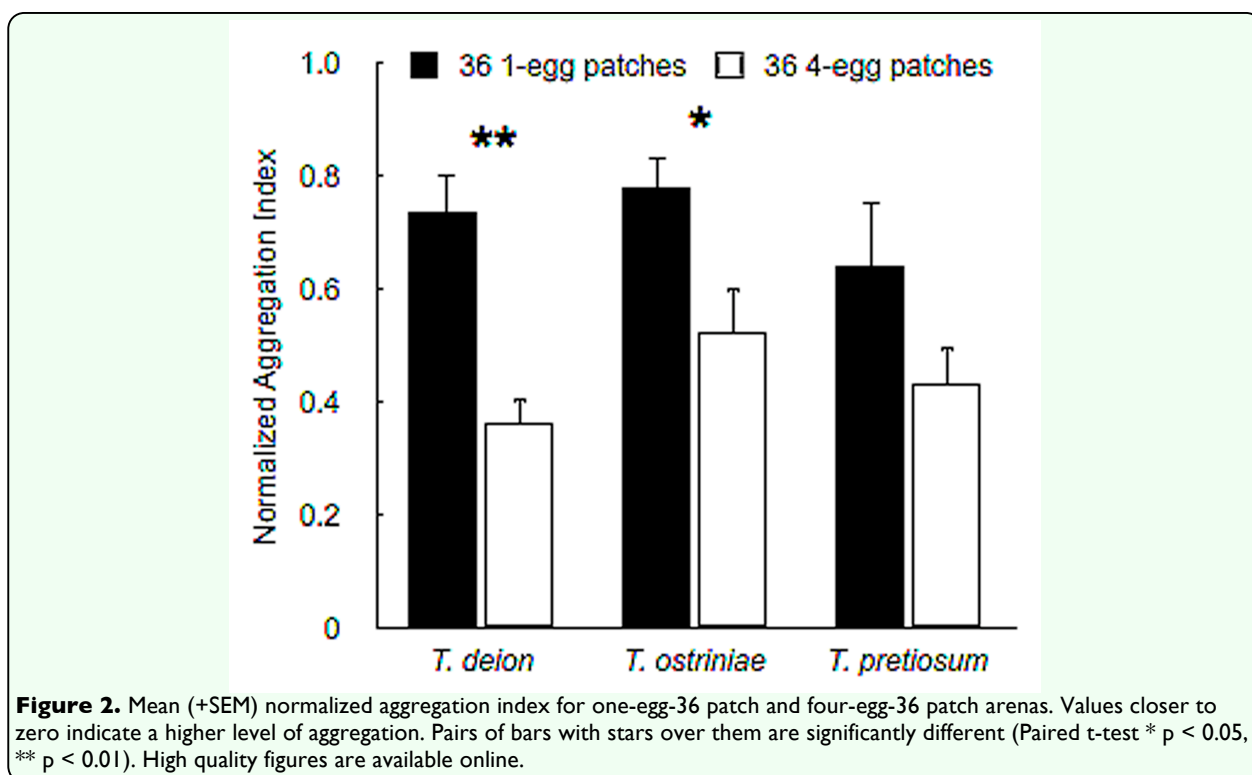 1.0
36 1-egg patches
36 4-egg patches
**
*
0.8
0.6
0.4
0.2
0
Normalized Aggregation Index
T. deion
T. ostriniae
T. pretiosum
Figure 2. Mean (+SEM) normalized aggregation index for one-egg-36 patch and four-egg-36 patch arenas. Values closer to
zero indicate a higher level of aggregation. Pairs of bars with stars over them are significantly different (Paired t-test * p < 0.05,
** p < 0.01). High quality figures are available online.